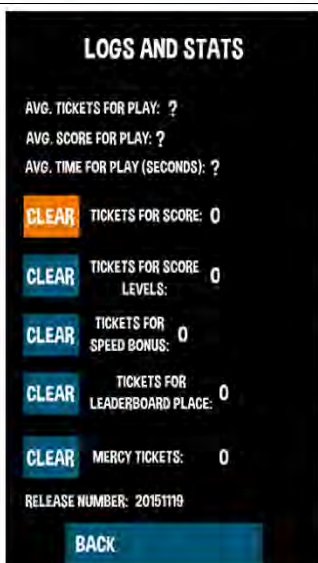 LOGS AND STATS
AVG. TICKETS FOR PLAY: ?
AVG. SCORE FOR PLAY: ?
AVG. TIME FOR PLAY (SECONDS): ?
CLEAR TICKETS FOR SCORE: 0
CLEAR TICKETS FOR SCORE LEVELS: 0
CLEAR TICKETS FOR SPEED BONUS: 0
CLEAR TICKETS FOR LEADERBOARD PLACE: 0
CLEAR MERCY TICKETS: 0
RELEASE NUMBER: 20151119
BACK